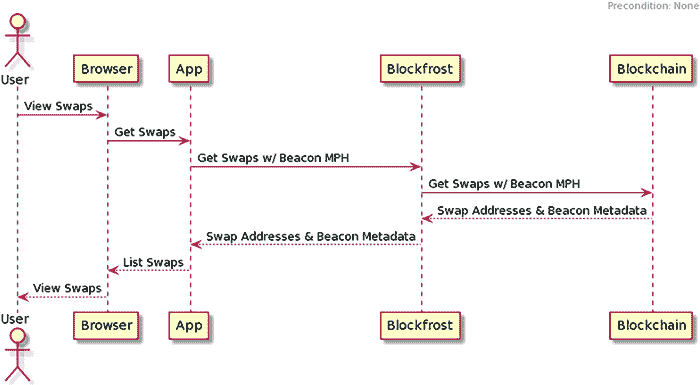 Precondition: None
User
Browser
App
Blockfrost
Blockchain
View Swaps
Get Swaps
Get Swaps w/ Beacon MPH
Get Swaps w/ Beacon MPH
Swap Addresses & Beacon Metadata
Swap Addresses & Beacon Metadata
List Swaps
View Swaps
User
Browser
App
Blockfrost
Blockchain